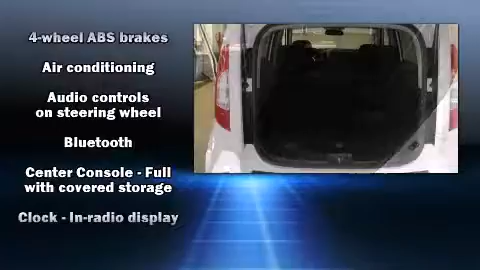 4-wheel ABS brakes
Air conditioning
Audio controls
on steering wheel
Bluetooth
Center Console - Full
with covered storage
Clock - In-radio display